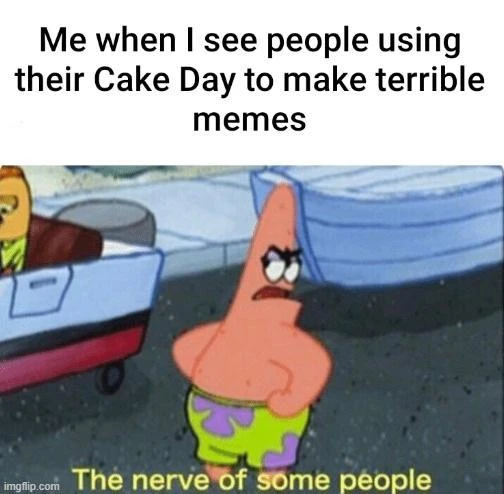 Me when I see people using
their Cake Day to make terrible
memes
The nerve of some people
imgflip.com